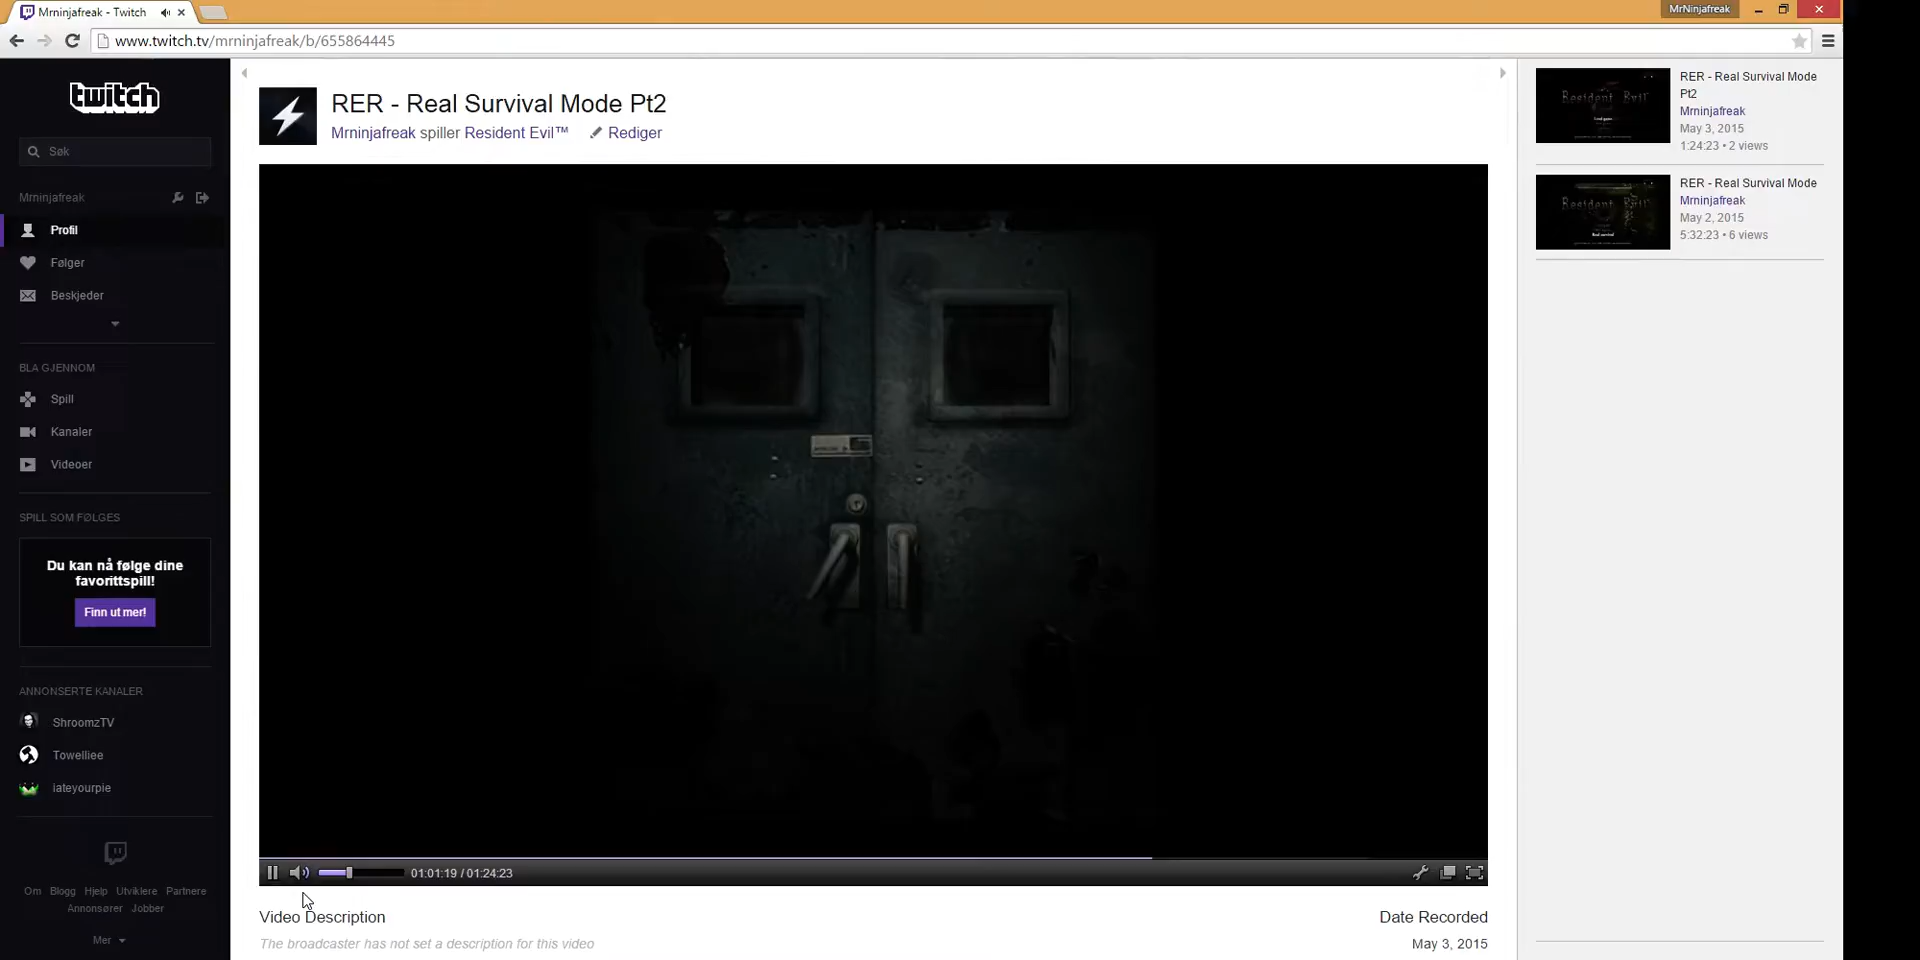 Mrninjafreak - Twitch
MrNinjafreak
www.twitch.tv/mrninjafreak/b/655864445
twitch
Søk
Mrninjafreak
Profil
Følger
Beskjeder
BLA GJENNOM
Spill
Kanaler
Videoer
SPILL SOM FØLGES
Du kan nå følge dine
favorittspill!
Finn ut mer!
ANNONSERTE KANALER
ShroomzTV
Towelliee
iateyourpie
Om Blogg Hjelp Utviklere Partnere
Annonsører Jobber
Mer
RER - Real Survival Mode Pt2
Mrninjafreak spiller Resident Evil™ Rediger
01:01:19 / 01:24:23
Video Description
Date Recorded
The broadcaster has not set a description for this video
May 3, 2015
Resident Evil
RER - Real Survival Mode
Pt2
Mrninjafreak
May 3, 2015
1:24:23 • 2 views
Resident Evil
RER - Real Survival Mode
Mrninjafreak
May 2, 2015
5:32:23 • 6 views